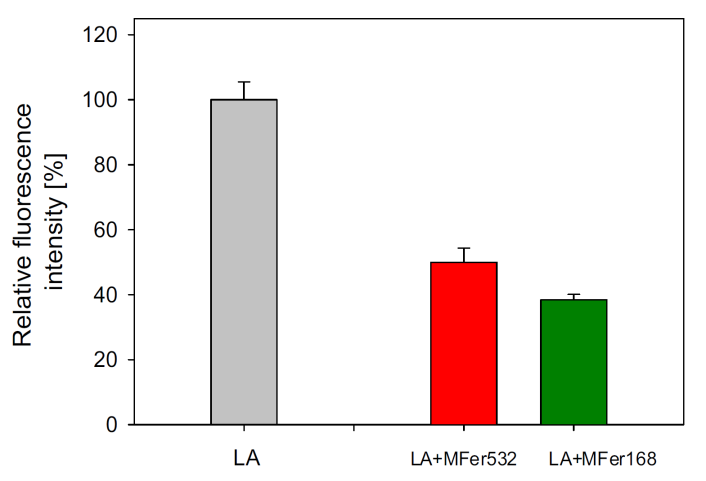 Relative fluorescence
intensity [%]
120
100
80
60
40
20
0
LA
LA+MFer532
LA+MFer168